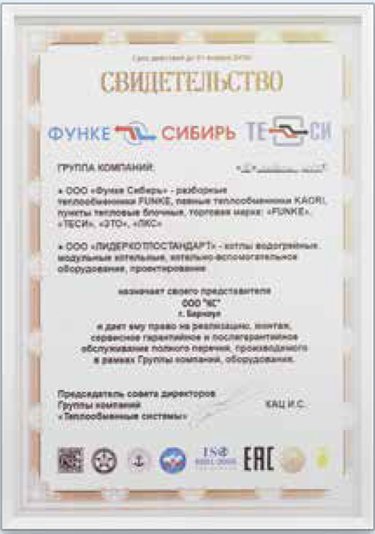 Срок действия до 31 января
СВИДЕТЕЛЬСТВО
ФУНКЕ СИБИРЬ ТЕСИ
ГРУППА КОМПАНИЙ:
• ООО «Функе Сибирь» - разборные
теплообменники FUNKE, паяные теплообменники KAORI,
пункты тепловые блочные, торговая марка: «FUNKE»,
«ТЕСИ», «ЭТО», «ЛКС»
• ООО «ЛИДЕРКОТЛОСТАНДАРТ» - котлы водогрейные,
модульные котельные, котельно-вспомогательное
оборудование, проектирование
назначает своего представителя
ООО "КС"
г. Барнаул
и дает ему право на реализацию, монтаж,
сервисное гарантийное и послегарантийное
обслуживание полного перечня, производимого
в рамках Группы компаний, оборудования.
Председатель совета директоров
Группы компаний
«Теплообменные системы»
КАЦ И.С.
ISO
EAC